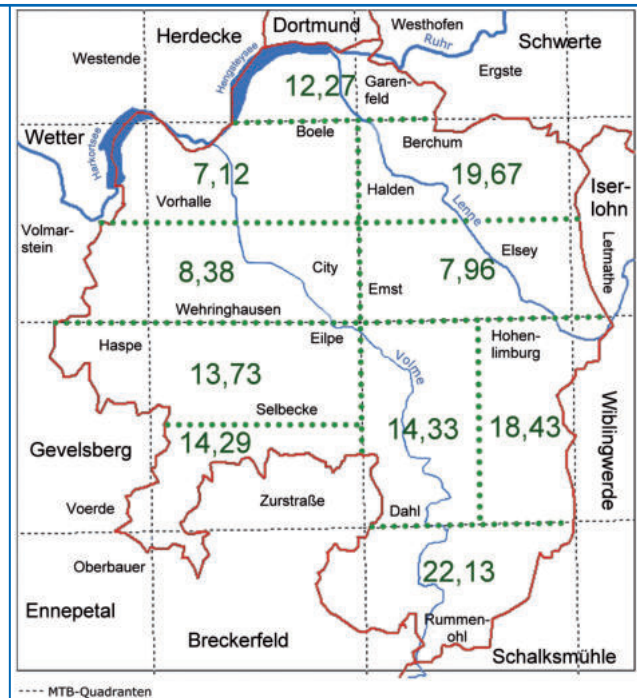 Dortmund
Westhofen
Herdecke
Ruhr
Schwerte
Westende
Hengsteysee
Ergste
12,27
Garen-
feld
Wetter
Harkortsee
Boele
Berchum
7,12
19,67
Iser-
lohn
Vorhalle
Halden
Lenne
Volmar-
stein
Letmathe
Elsey
8,38
City
7,96
Emst
Wehringhausen
Haspe
Eilpe
Volme
Hohen-
limburg
13,73
Selbecke
14,33
18,43
Wiblingwerde
Gevelsberg
14,29
Voerde
Zurstraße
Dahl
Oberbauer
22,13
Ennepetal
Rummen-
ohl
Breckerfeld
Schalksmühle
---- MTB-Quadranten